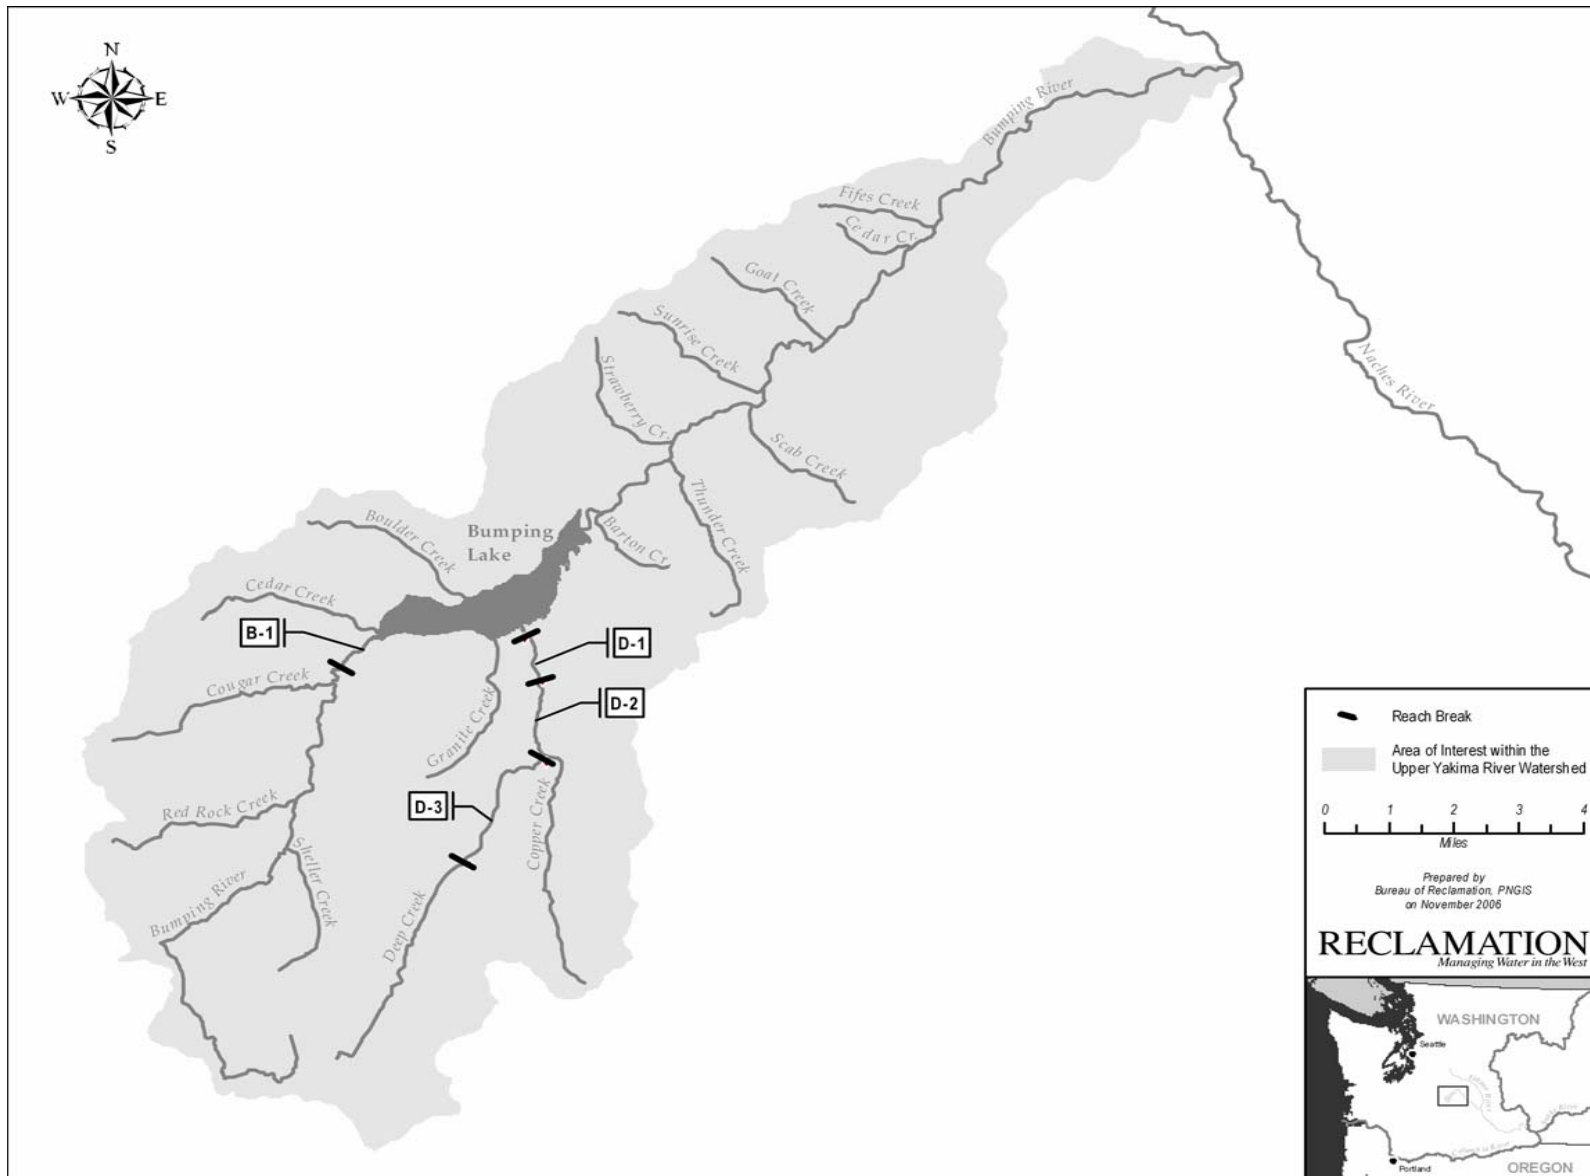 N
W E
S
Bumping River
Fifes Creek
Cedar Cr.
Goat Creek
Sunrise Creek
Strawberry Cr.
Naches River
Scab Creek
Thunder Creek
Barton Cr.
Boulder Creek
Bumping
Lake
Cedar Creek
B-1
D-1
Cougar Creek
D-2
Granite Creek
D-3
Red Rock Creek
Copper Creek
Sheller Creek
Bumping River
Deep Creek
Reach Break
Area of Interest within the
Upper Yakima River Watershed
0 1 2 3 4
Miles
Prepared by
Bureau of Reclamation, PNGIS
on November 2006
RECLAMATION
Managing Water in the West
WASHINGTON
Seattle
Yakima River
Columbia River
Portland
OREGON